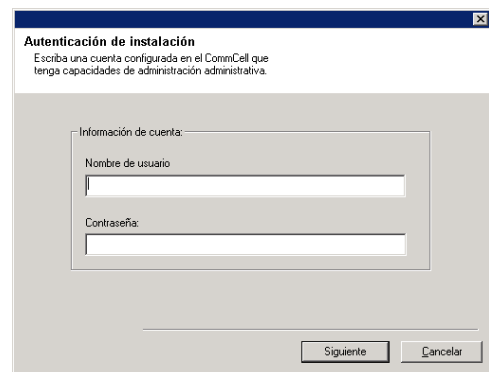 Autenticación de instalación
Escriba una cuenta configurada en el CommCell que
tenga capacidades de administración administrativa.
Información de cuenta:
Nombre de usuario
Contraseña:
Siguiente
Cancelar